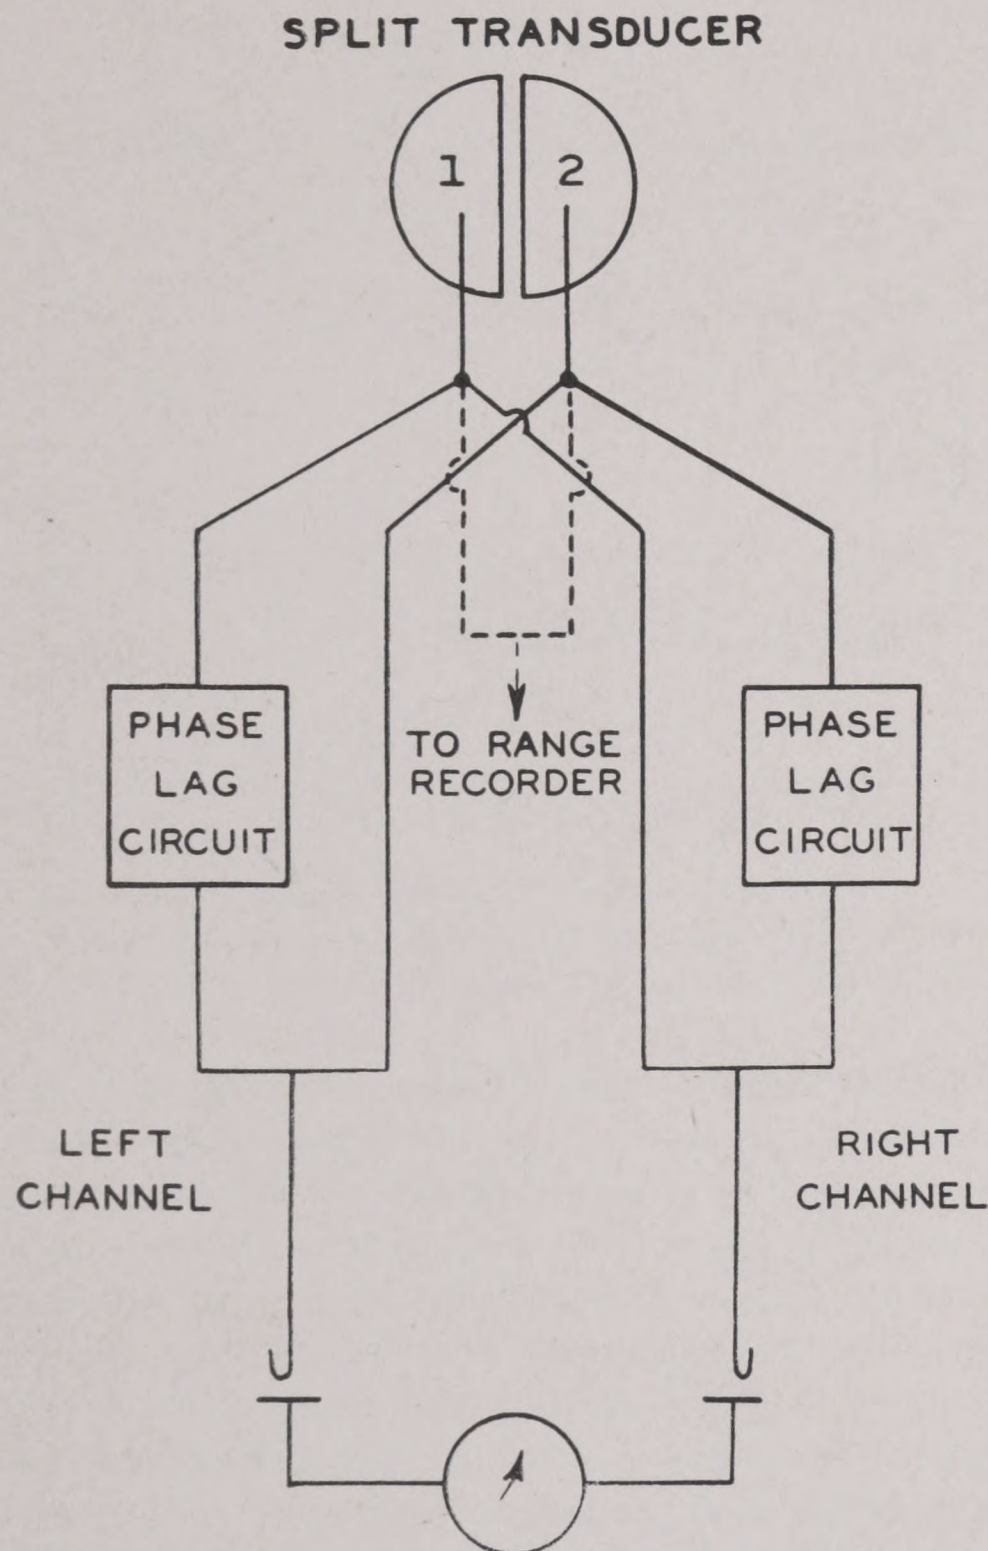 SPLIT TRANSDUCER
1 2
PHASE
LAG
CIRCUIT
TO RANGE
RECORDER
PHASE
LAG
CIRCUIT
LEFT
CHANNEL
RIGHT
CHANNEL